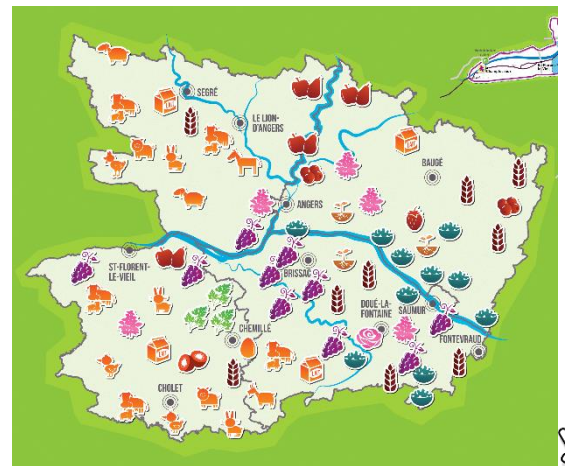 SEGRÉ
LE LION-
D'ANGERS
BAUGÉ
ANGERS
ST-FLORENT-
LE-VIEIL
BRISSAC
DOUÉ-LA-
FONTAINE
SAUMUR
CHEMILLÉ
FONTEVRAUD
CHOLET